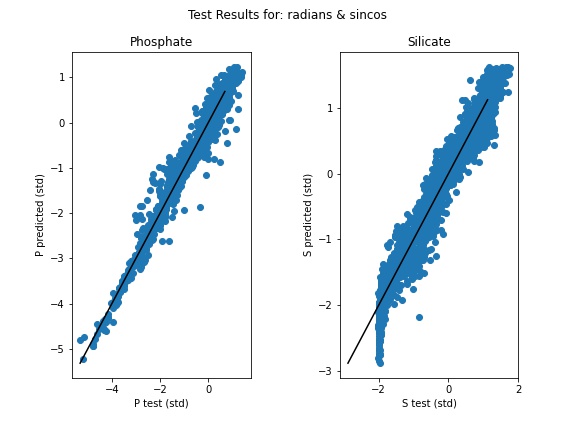 Test Results for: radians & sincos
Phosphate
Silicate
P predicted (std)
1
0
−1
−2
−3
−4
−5
−4
−2
0
P test (std)
S predicted (std)
1
0
−1
−2
−3
−2
0
2
S test (std)